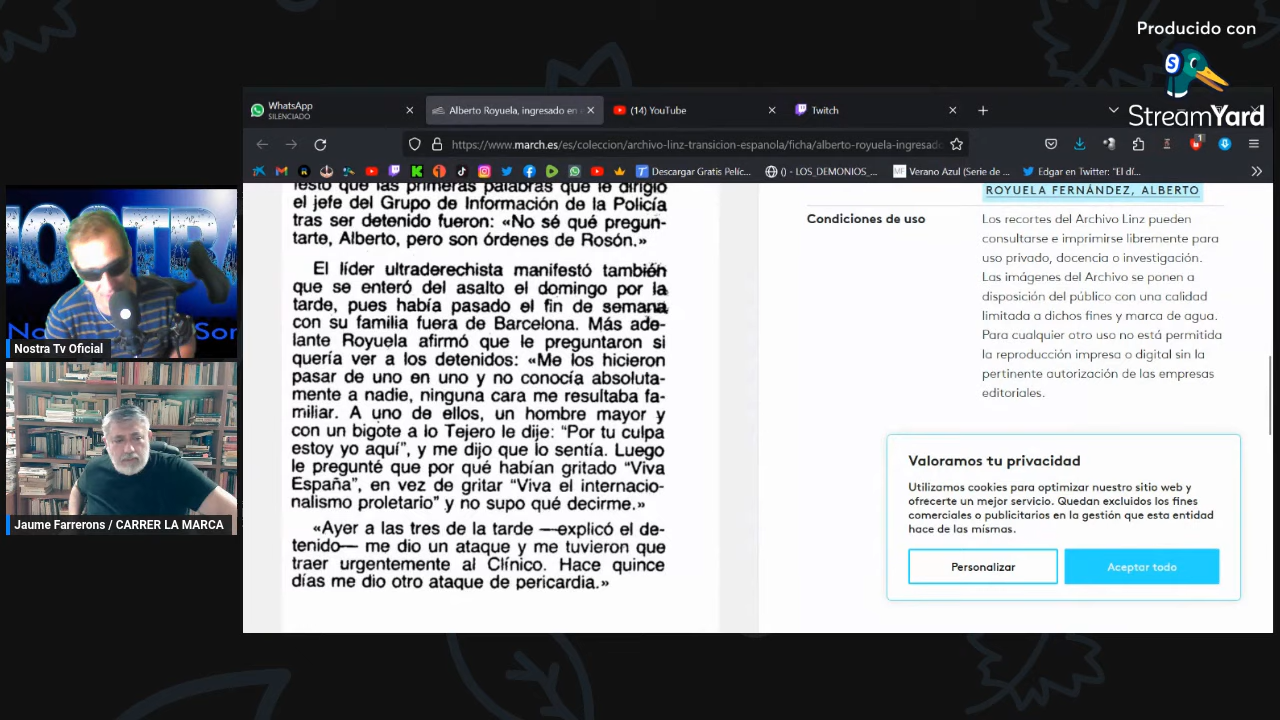 Producido con
StreamYard
WhatsApp
SILENCIADO
Alberto Royuela, ingresado en
(14) YouTube
Twitch
https://www.march.es/es/coleccion/archivo-linz-transicion-espanola/ficha/alberto-royuela-ingresado
Descargar Gratis Pelíc...
() - LOS_DEMONIOS_...
Verano Azul (Serie de ...
Edgar en Twitter: "El dí...
festó que las primeras palabras que le dirigió
el jefe del Grupo de Información de la Policía
tras ser detenido fueron: «No sé qué pregun-
tarte, Alberto, pero son órdenes de Rosón.»
El líder ultraderechista manifestó también
que se enteró del asalto el domingo por la
tarde, pues había pasado el fin de semana
con su familia fuera de Barcelona. Más ade-
lante Royuela afirmó que le preguntaron si
quería ver a los detenidos: «Me los hicieron
pasar de uno en uno y no conocía absoluta-
mente a nadie, ninguna cara me resultaba fa-
miliar. A uno de ellos, un hombre mayor y
con un bigote a lo Tejero le dije: "Por tu culpa
estoy yo aquí", y me dijo que lo sentía. Luego
le pregunté que por qué habían gritado "Viva
España", en vez de gritar "Viva el internacio-
nalismo proletario" y no supo qué decirme.»
«Ayer a las tres de la tarde —explicó el de-
tenido— me dio un ataque y me tuvieron que
traer urgentemente al Clínico. Hace quince
días me dio otro ataque de pericardia.»
ROYUELA FERNÁNDEZ, ALBERTO
Condiciones de uso
Los recortes del Archivo Linz pueden
consultarse e imprimirse libremente para
uso privado, docencia o investigación.
Las imágenes del Archivo se ponen a
disposición del público con una calidad
limitada a dichos fines y marca de agua.
Para cualquier otro uso no está permitida
la reproducción impresa o digital sin la
pertinente autorización de las empresas
editoriales.
Valoramos tu privacidad
Utilizamos cookies para optimizar nuestro sitio web y
ofrecerte un mejor servicio. Quedan excluidos los fines
comerciales o publicitarios en la gestión que esta entidad
hace de las mismas.
Personalizar
Aceptar todo
NOSTRA
Nostra Tv Oficial
Jaume Farrerons / CARRER LA MARCA